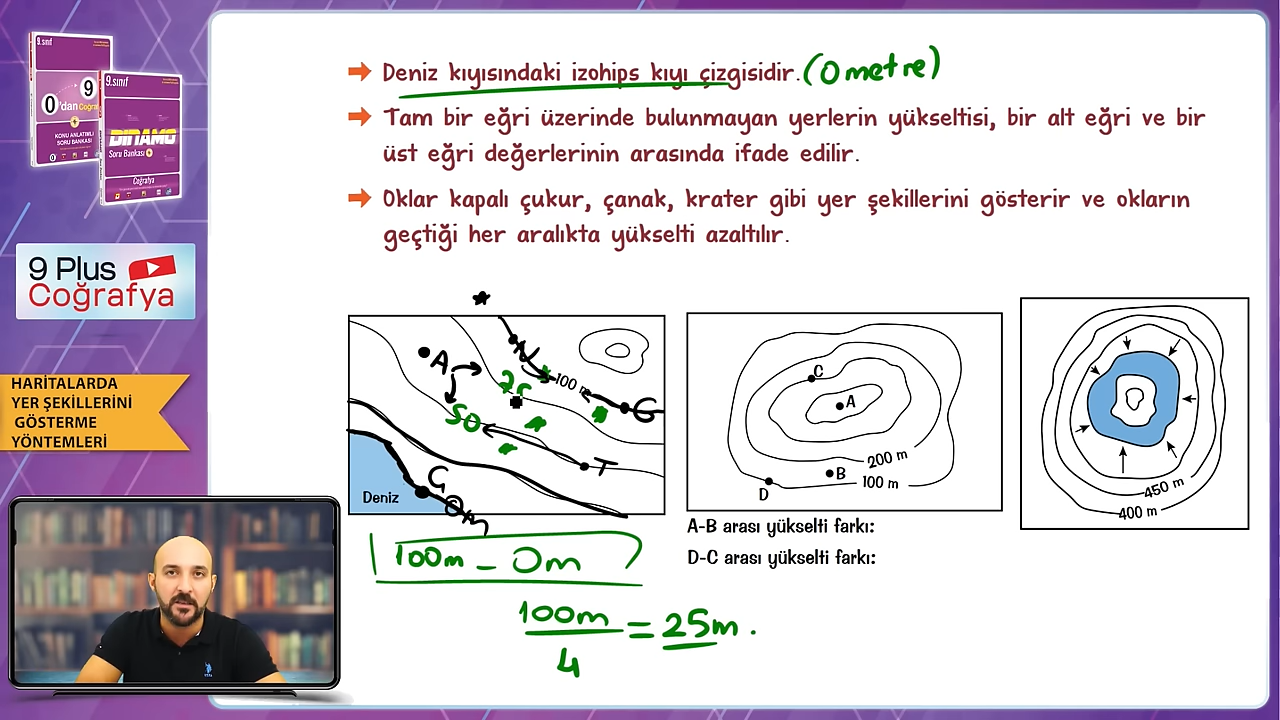 9.sınıf
0'dan
9
KONU ANLATIMLI
SORU BANKASI
9.sınıf
DİNAMO
Soru Bankası
Coğrafya
9 Plus
Coğrafya
HARİTALARDA
YER ŞEKİLLERİNİ
GÖSTERME
YÖNTEMLERİ
Deniz kıyısındaki izohips kıyı çizgisidir. (0 metre)
Tam bir eğri üzerinde bulunmayan yerlerin yükseltisi, bir alt eğri ve bir
üst eğri değerlerinin arasında ifade edilir.
Oklar kapalı çukur, çanak, krater gibi yer şekillerini gösterir ve okların
geçtiği her aralıkta yükselti azaltılır.
A
100 m
50
T
Deniz
0m
100m - 0m
100m
4
= 25m.
C
A
200 m
B
100 m
D
A-B arası yükselti farkı:
D-C arası yükselti farkı:
450 m
400 m